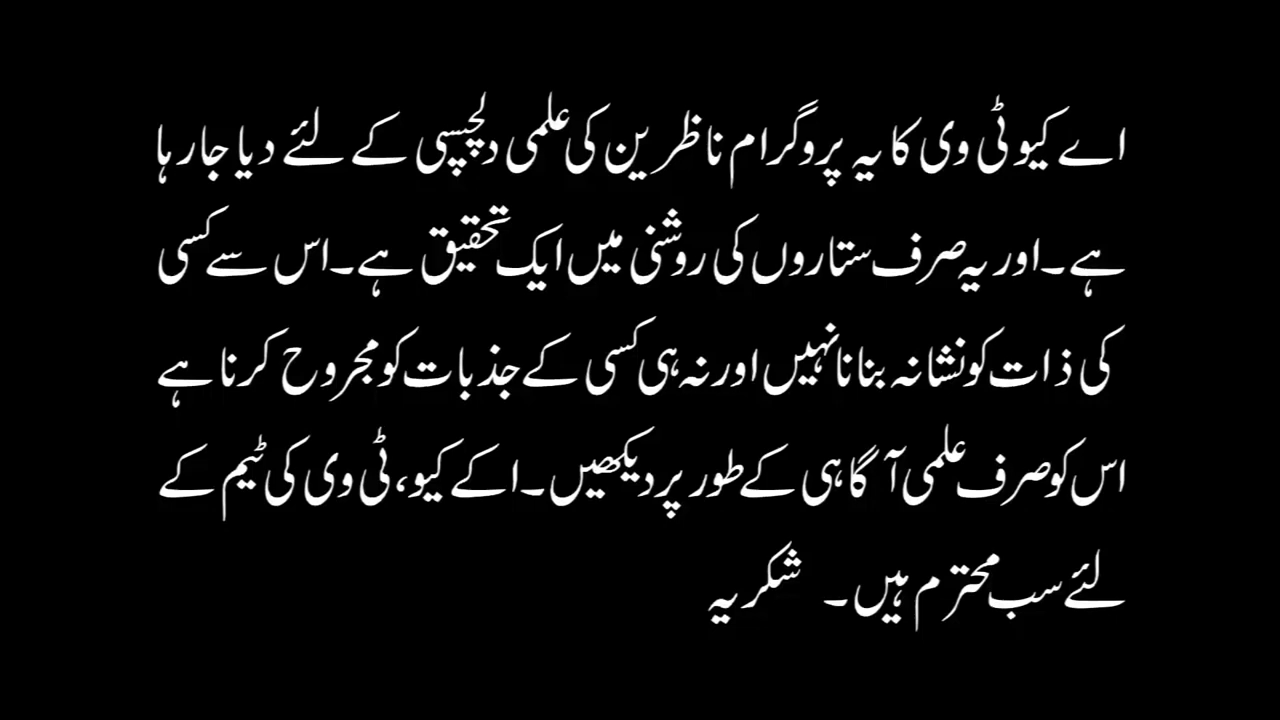 اے کیو ٹی وی کا یہ پروگرام ناظرین کی علمی دلچسپی کے لئے دیا جارہا
ہے۔اور یہ صرف ستاروں کی روشنی میں ایک تحقیق ہے۔اس سے کسی
کی ذات کو نشانہ بنانا نہیں اور نہ ہی کسی کے جذبات کو مجروح کرنا ہے
اس کو صرف علمی آگاہی کے طور پر دیکھیں۔اکے کیو، ٹی وی کی ٹیم کے
لئے سب محترم ہیں۔ شکریہ